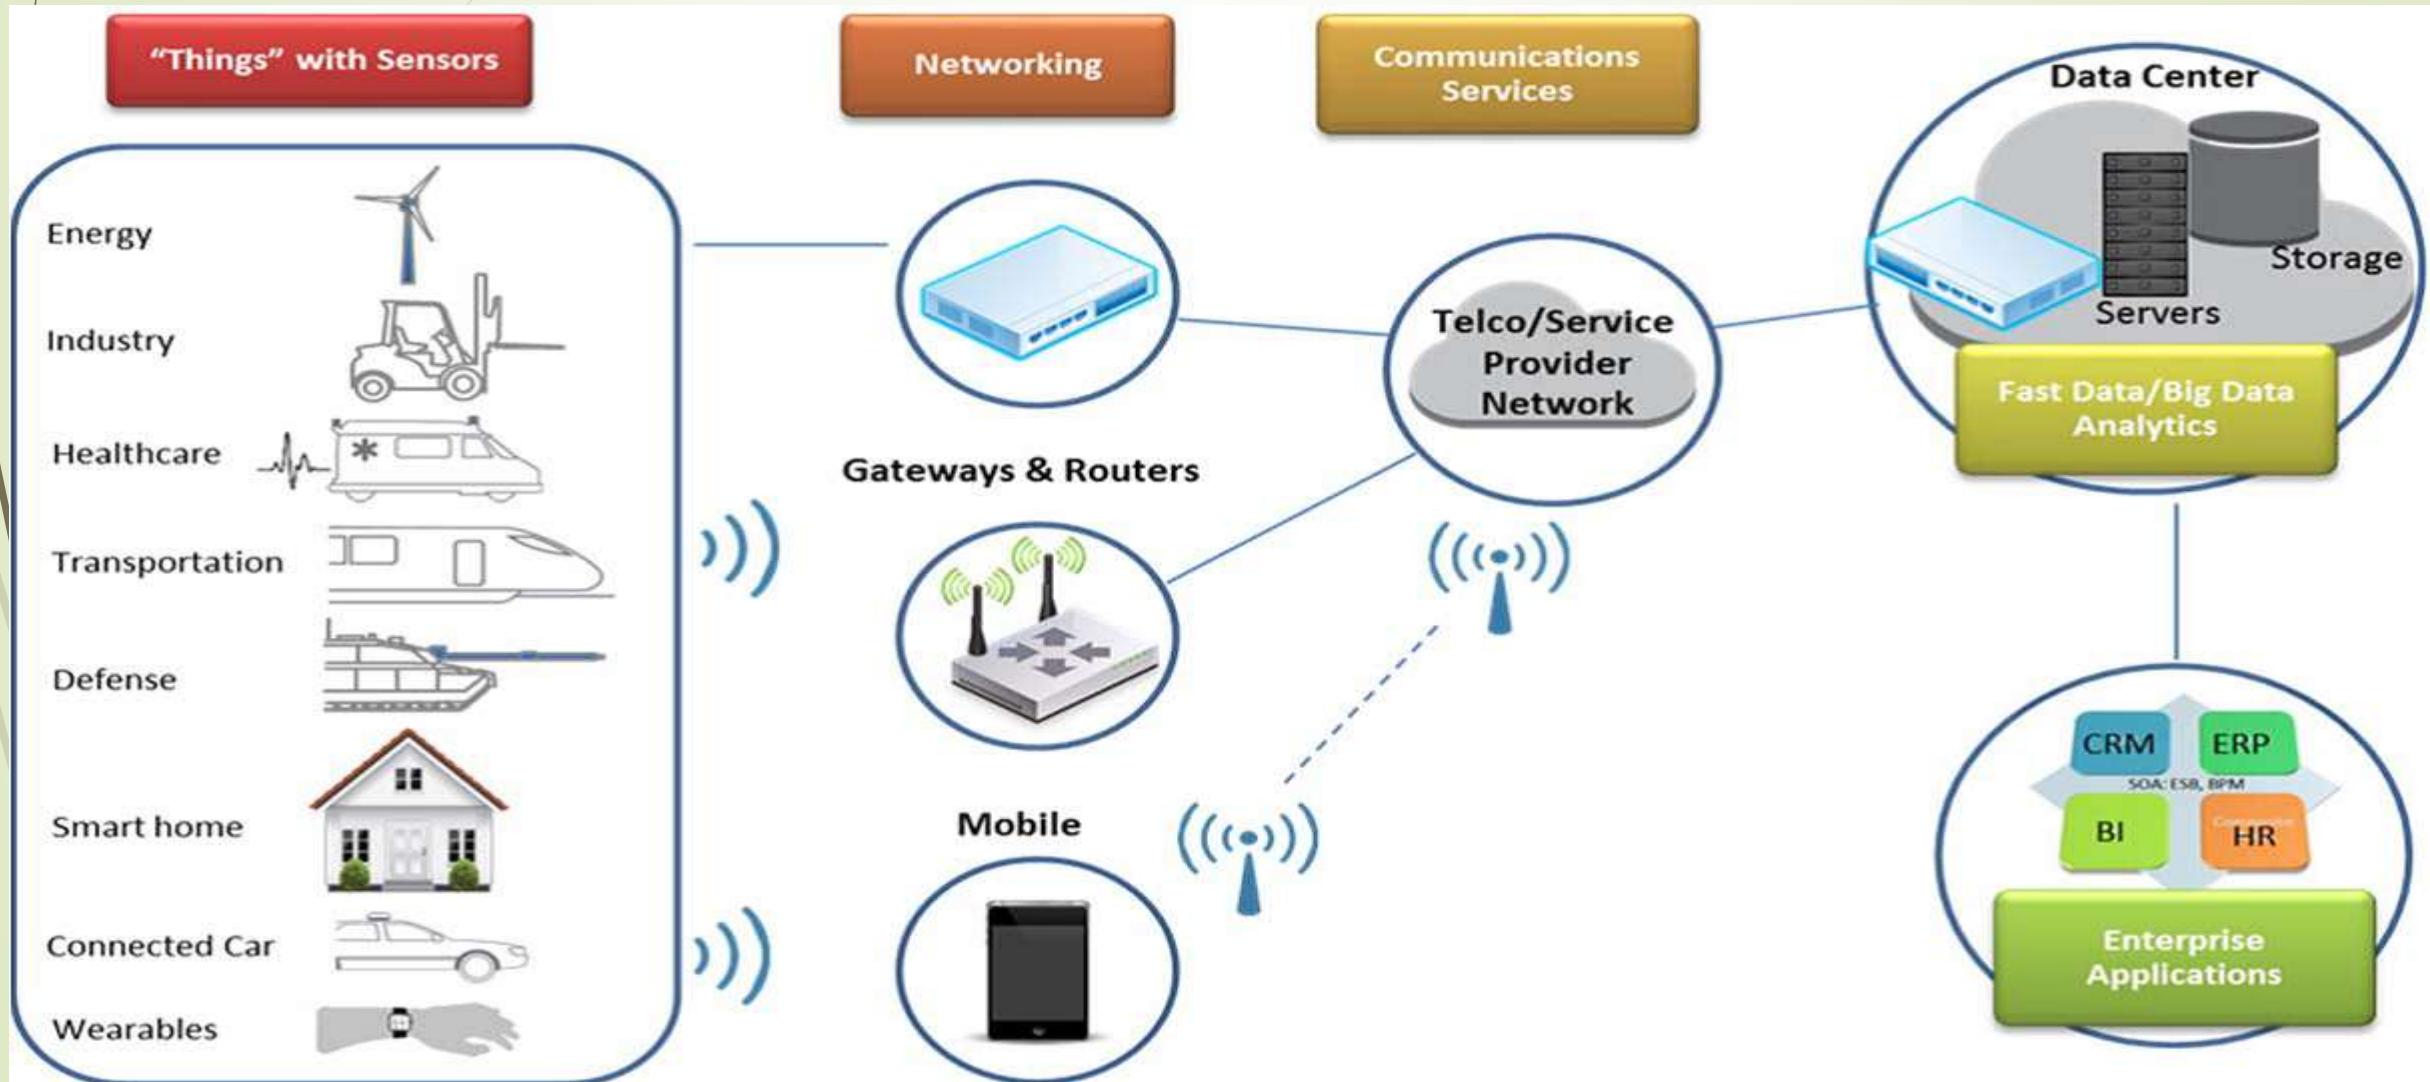 “Things” with Sensors
Networking
Communications
Services
Data Center
Energy
Industry
Healthcare
Transportation
Defense
Smart home
Connected Car
Wearables
Gateways & Routers
Mobile
Telco/Service
Provider
Network
Storage
Servers
Fast Data/Big Data
Analytics
CRM
ERP
SOA: ESB, BPM
BI
HR
Enterprise
Applications